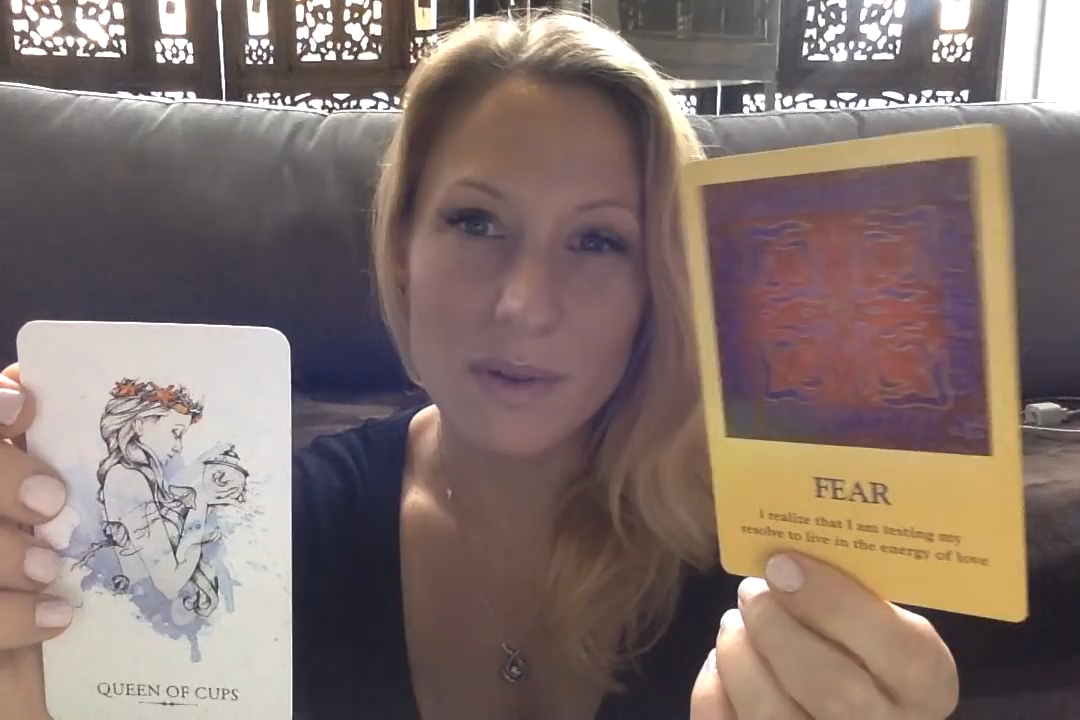 QUEEN OF CUPS
FEAR
I realize that I am testing my
resolve to live in the energy of love